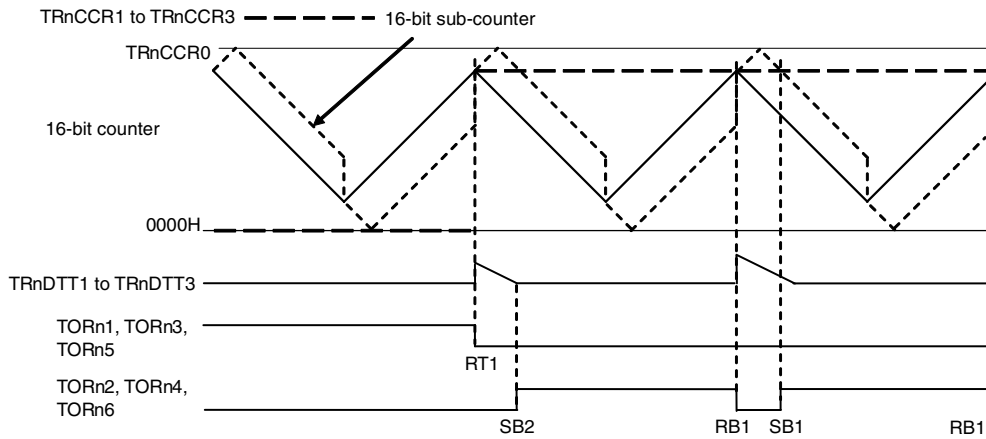 TRnCCR1 to TRnCCR3
16-bit sub-counter
TRnCCR0
16-bit counter
0000H
TRnDTT1 to TRnDTT3
TORn1, TORn3,
TORn5
RT1
TORn2, TORn4,
TORn6
SB2
RB1
SB1
RB1